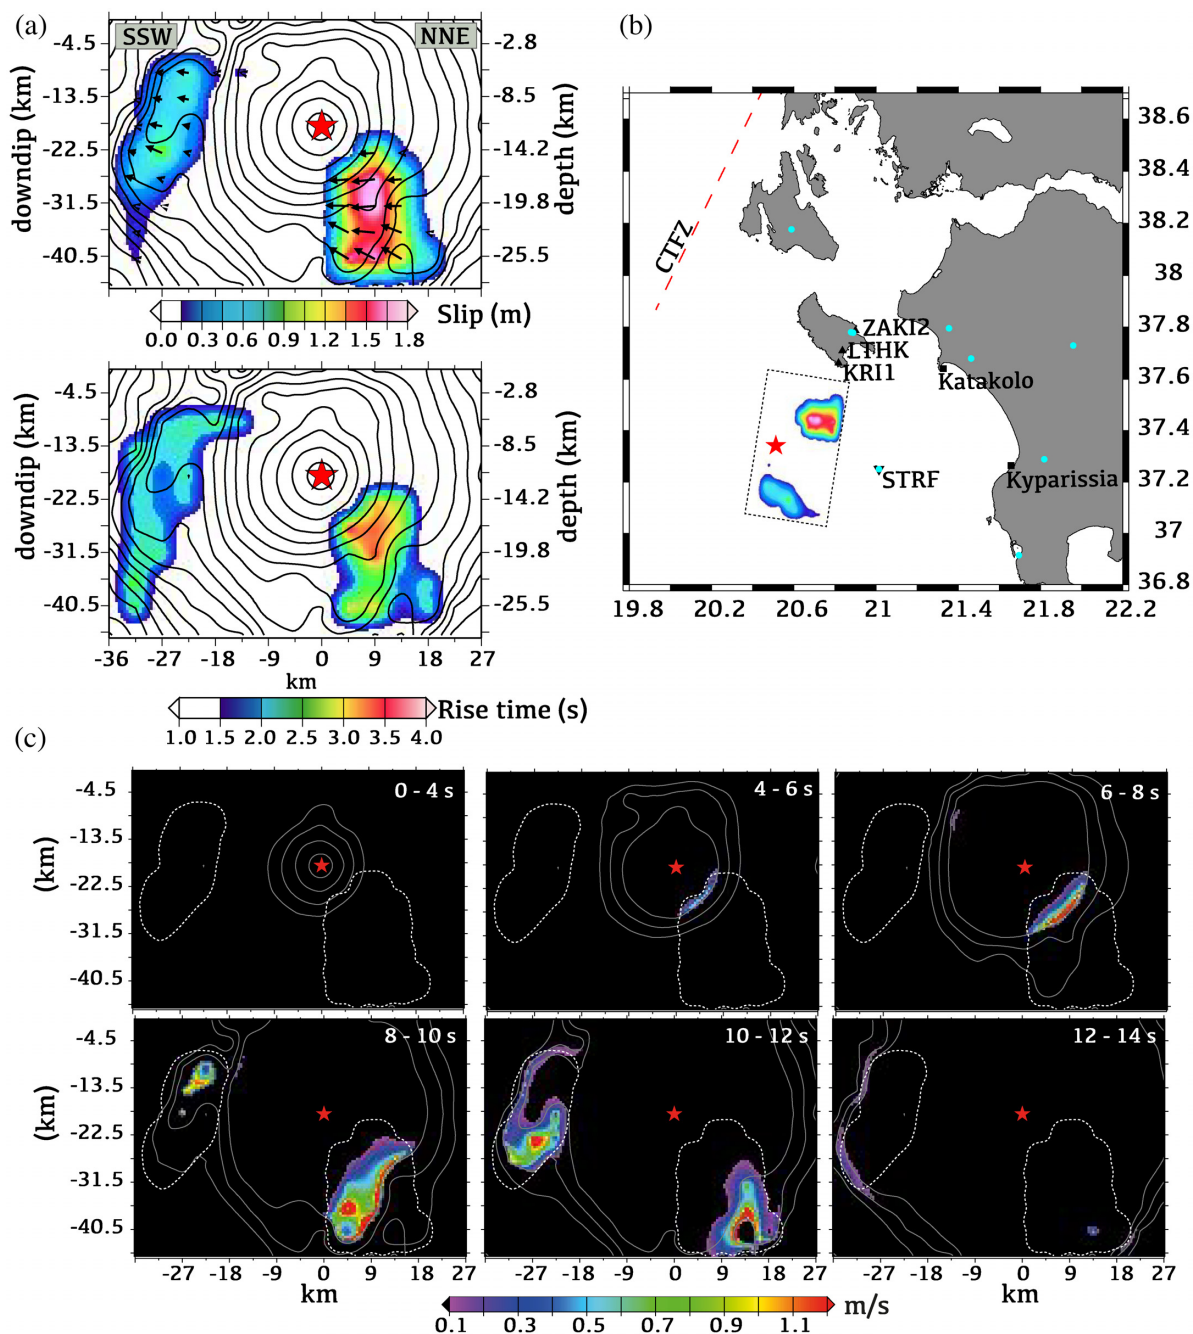 (a)
SSW
NNE
-4.5
-13.5
-22.5
-31.5
-40.5
downdip (km)
-2.8
-8.5
-14.2
-19.8
-25.5
depth (km)
0.0 0.3 0.6 0.9 1.2 1.5 1.8
Slip (m)
-4.5
-13.5
-22.5
-31.5
-40.5
downdip (km)
-2.8
-8.5
-14.2
-19.8
-25.5
depth (km)
-36 -27 -18 -9 0 9 18 27
km
1.0 1.5 2.0 2.5 3.0 3.5 4.0
Rise time (s)
(b)
CTFZ
ZAKI2
LTHK
KRI1
Katakolo
STRF
Kyparissia
38.6
38.4
38.2
38
37.8
37.6
37.4
37.2
37
36.8
19.8 20.2 20.6 21 21.4 21.8 22.2
(c)
0 - 4 s
4 - 6 s
6 - 8 s
-4.5
-13.5
-22.5
-31.5
-40.5
(km)
8 - 10 s
10 - 12 s
12 - 14 s
-4.5
-13.5
-22.5
-31.5
-40.5
(km)
-27 -18 -9 0 9 18 27
-27 -18 -9 0 9 18 27
-27 -18 -9 0 9 18 27
km
km
0.1 0.3 0.5 0.7 0.9 1.1
m/s